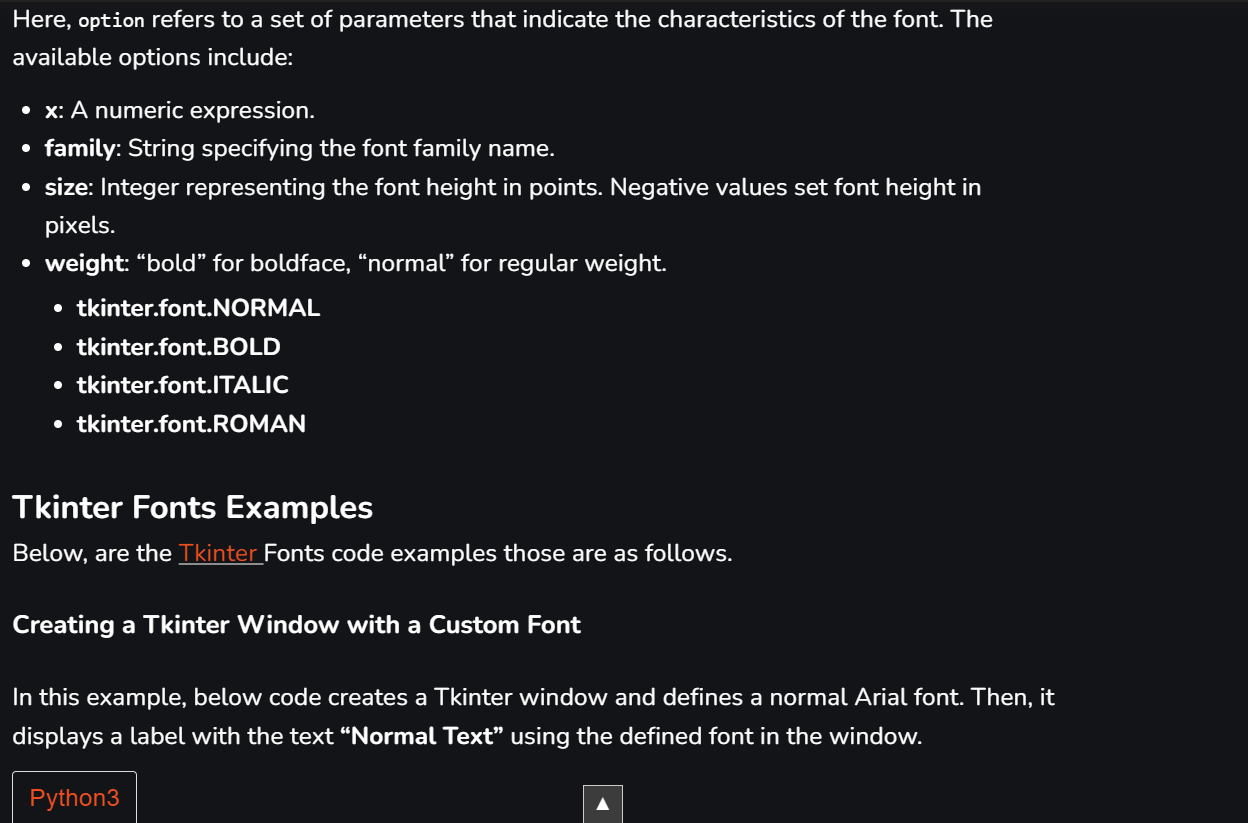 Here, option refers to a set of parameters that indicate the characteristics of the font. The
available options include:
• x: A numeric expression.
• family: String specifying the font family name.
• size: Integer representing the font height in points. Negative values set font height in
pixels.
• weight: “bold” for boldface, “normal” for regular weight.
• tkinter.font.NORMAL
• tkinter.font.BOLD
• tkinter.font.ITALIC
• tkinter.font.ROMAN
Tkinter Fonts Examples
Below, are the Tkinter Fonts code examples those are as follows.
Creating a Tkinter Window with a Custom Font
In this example, below code creates a Tkinter window and defines a normal Arial font. Then, it
displays a label with the text “Normal Text” using the defined font in the window.
Python3
▲